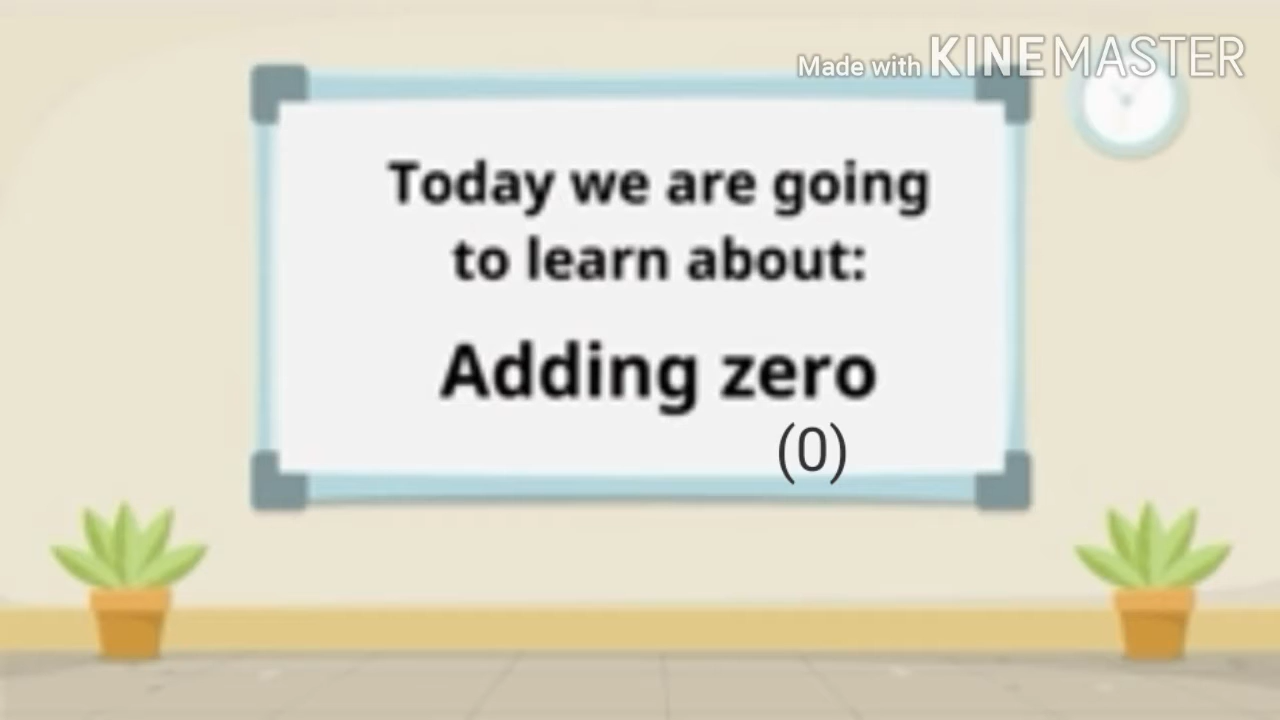 Made with KINEMASTER
Today we are going
to learn about:
Adding zero
(0)